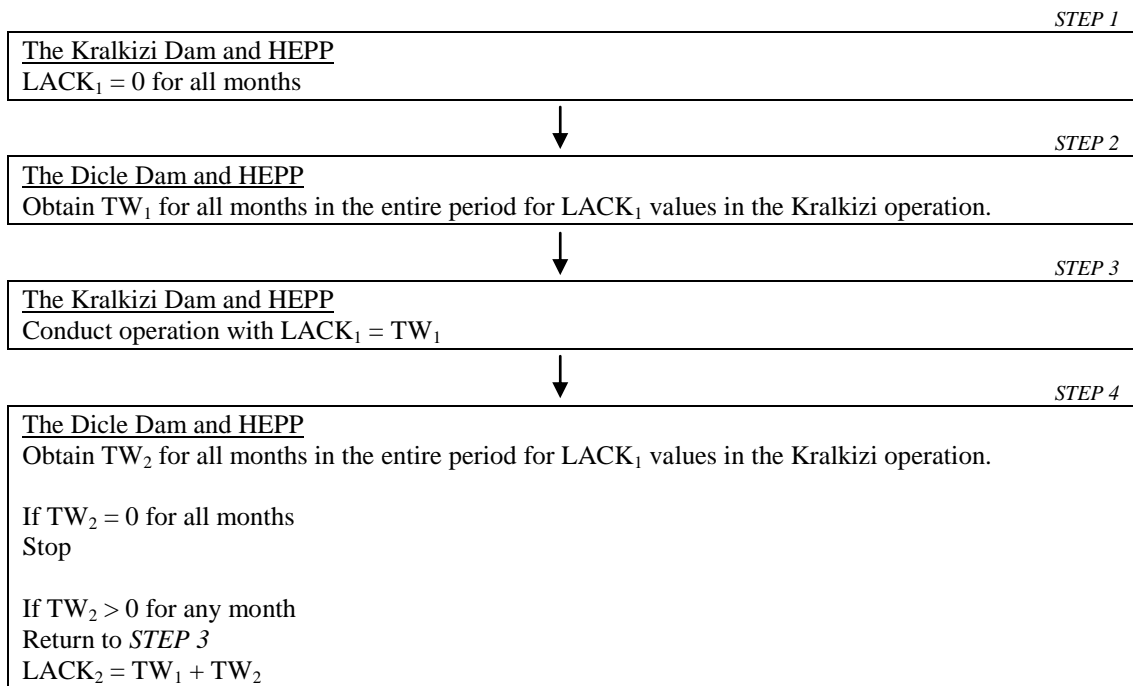 STEP 1
The Kralkizi Dam and HEPP
LACK₁ = 0 for all months
STEP 2
The Dicle Dam and HEPP
Obtain TW₁ for all months in the entire period for LACK₁ values in the Kralkizi operation.
STEP 3
The Kralkizi Dam and HEPP
Conduct operation with LACK₁ = TW₁
STEP 4
The Dicle Dam and HEPP
Obtain TW₂ for all months in the entire period for LACK₁ values in the Kralkizi operation.
If TW₂ = 0 for all months
Stop
If TW₂ > 0 for any month
Return to STEP 3
LACK₂ = TW₁ + TW₂